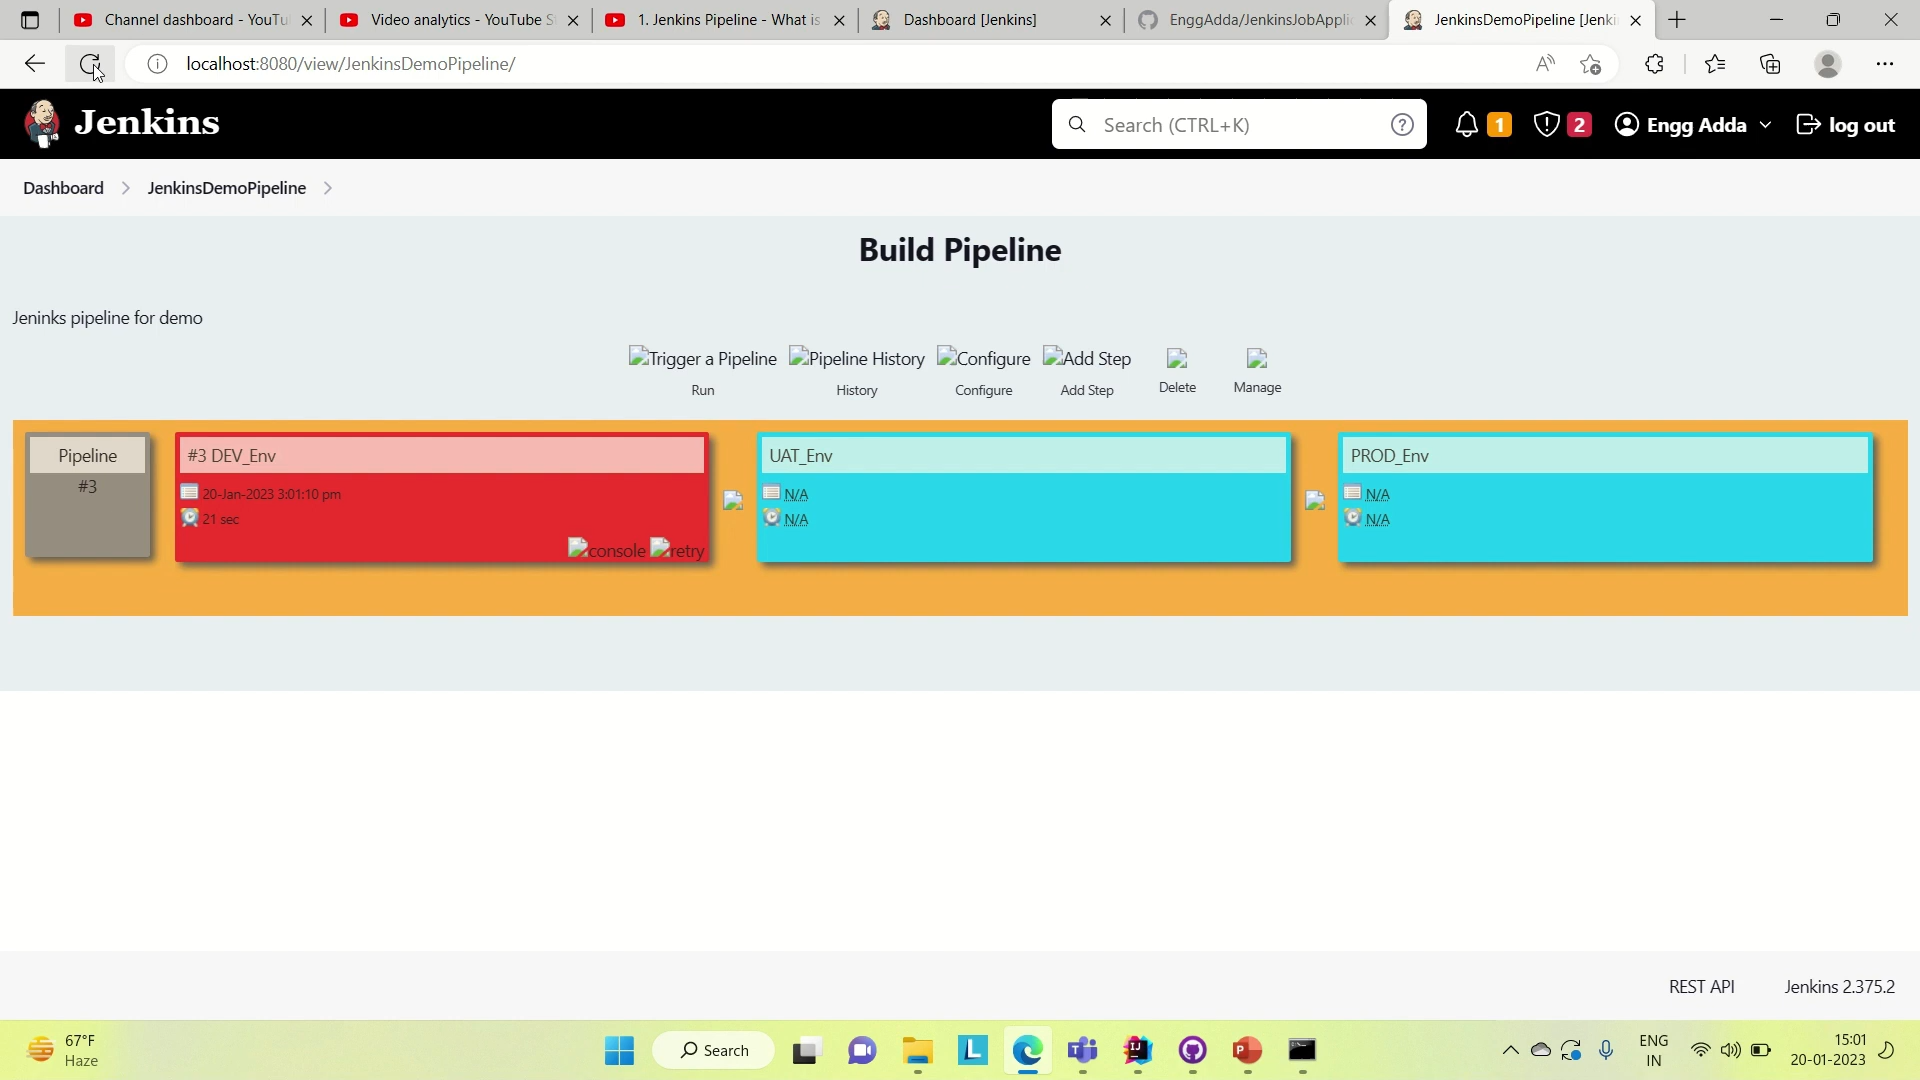 Channel dashboard - YouTu
Video analytics - YouTube S
1. Jenkins Pipeline - What is
Dashboard [Jenkins]
EnggAdda/JenkinsJobApplic
JenkinsDemoPipeline [Jenki
localhost:8080/view/JenkinsDemoPipeline/
Jenkins
Search (CTRL+K)
1
2
Engg Adda
log out
Dashboard
JenkinsDemoPipeline
Build Pipeline
Jeninks pipeline for demo
Trigger a Pipeline
Pipeline History
Configure
Add Step
Run
History
Configure
Add Step
Delete
Manage
Pipeline
#3
#3 DEV_Env
20-Jan-2023 3:01:10 pm
21 sec
console
retry
UAT_Env
N/A
N/A
PROD_Env
N/A
N/A
REST API
Jenkins 2.375.2
67°F
Haze
Search
ENG
IN
15:01
20-01-2023